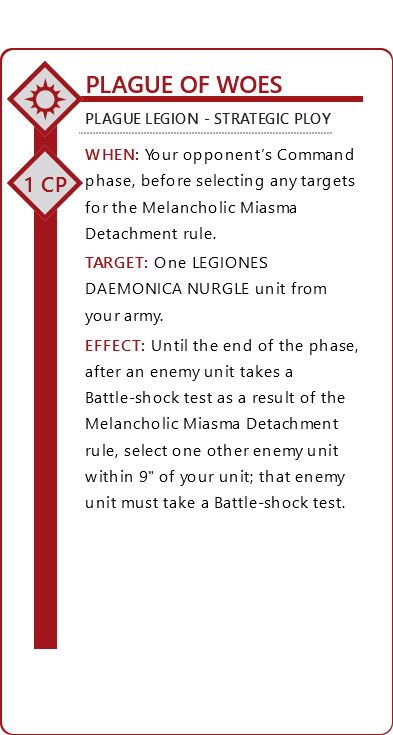 PLAGUE OF WOES
PLAGUE LEGION - STRATEGIC PLOY
1 CP
WHEN: Your opponent's Command
phase, before selecting any targets
for the Melancholic Miasma
Detachment rule.
TARGET: One LEGIONES
DAEMONICA NURGLE unit from
your army.
EFFECT: Until the end of the phase,
after an enemy unit takes a
Battle-shock test as a result of the
Melancholic Miasma Detachment
rule, select one other enemy unit
within 9" of your unit; that enemy
unit must take a Battle-shock test.